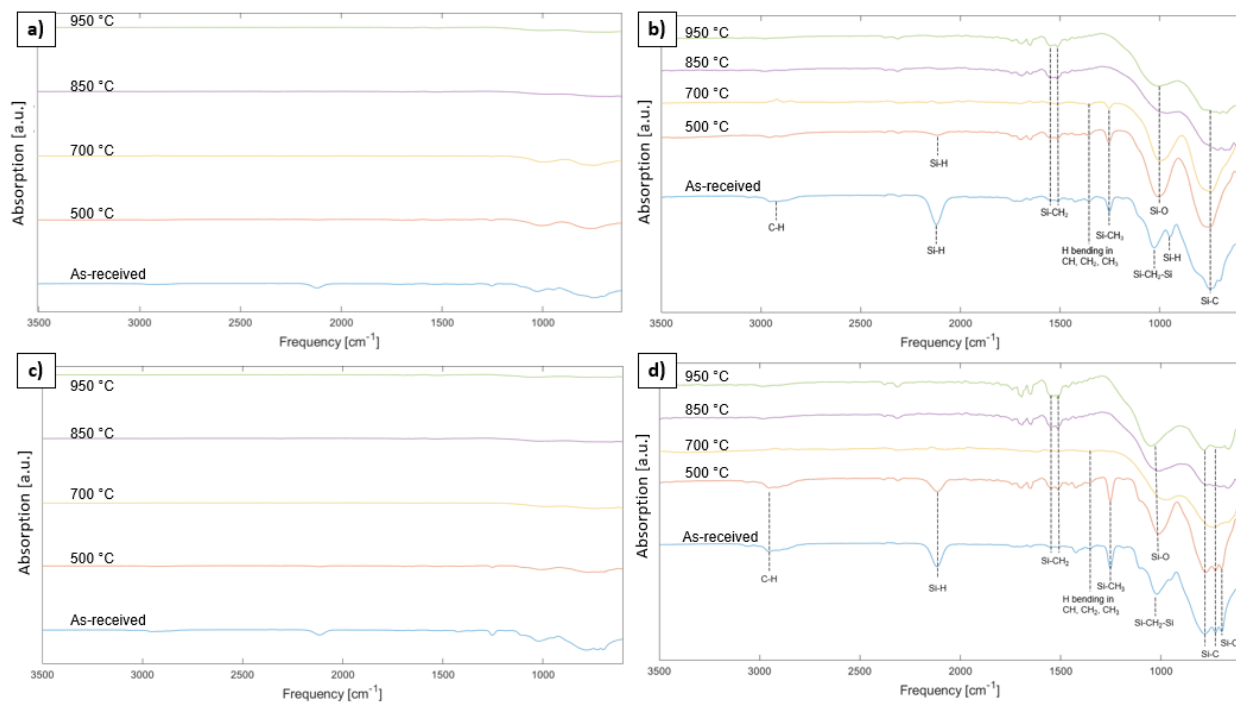 a)
950 °C
850 °C
700 °C
500 °C
As-received
Absorption [a.u.]
3500 3000 2500 2000 1500 1000
Frequency [cm⁻¹]
b)
950 °C
850 °C
700 °C
500 °C
As-received
Si-H
C-H
Si-H
Si-CH₂
H bending in
CH, CH₂, CH₃
Si-CH₃
Si-O
Si-H
Si-CH₂-Si
Si-C
Absorption [a.u.]
3500 3000 2500 2000 1500 1000
Frequency [cm⁻¹]
c)
950 °C
850 °C
700 °C
500 °C
As-received
Absorption [a.u.]
3500 3000 2500 2000 1500 1000
Frequency [cm⁻¹]
d)
950 °C
850 °C
700 °C
500 °C
As-received
C-H
Si-H
Si-CH₂
H bending in
CH, CH₂, CH₃
Si-CH₃
Si-O
Si-CH₂-Si
Si-C
Absorption [a.u.]
3500 3000 2500 2000 1500 1000
Frequency [cm⁻¹]